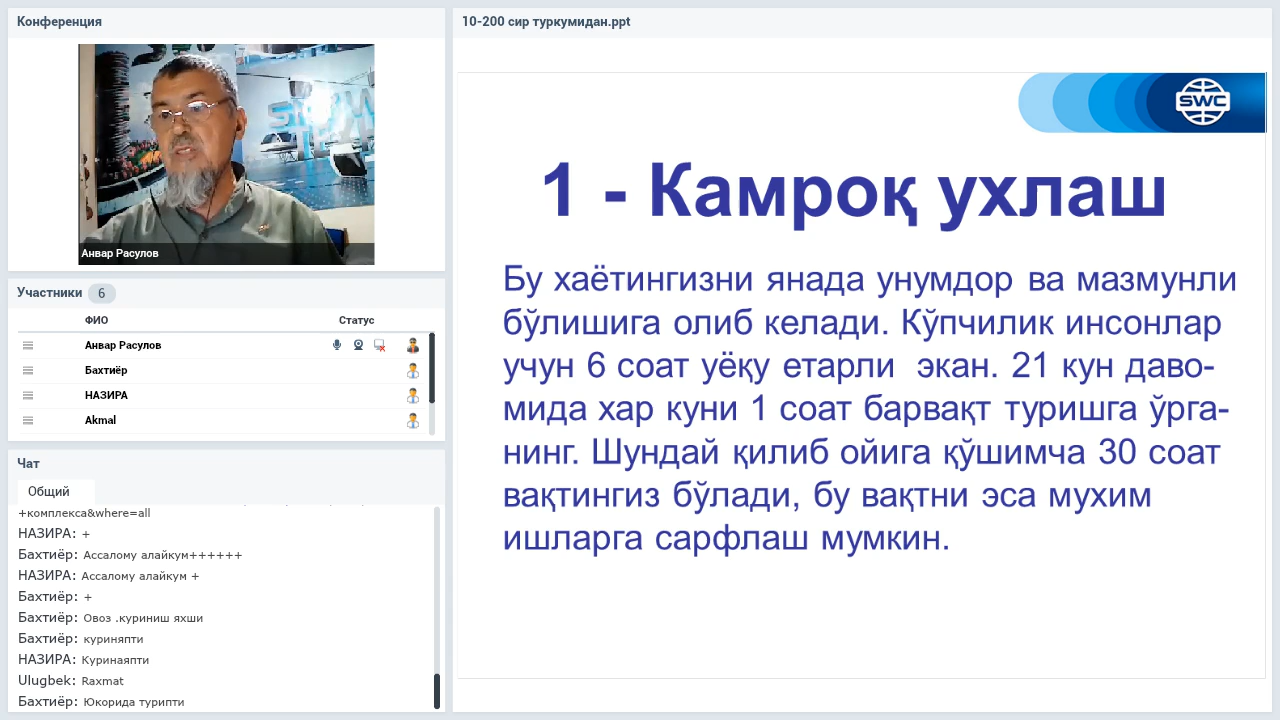 Конференция
Анвар Расулов
Участники 6
ФИО Статус
Анвар Расулов
Бахтиёр
НАЗИРА
Akmal
Чат
Общий
+комплекса&where=all
НАЗИРА: +
Бахтиёр: Ассалому алайкум++++++
НАЗИРА: Ассалому алайкум +
Бахтиёр: +
Бахтиёр: Овоз .куриниш яхши
Бахтиёр: куриняпти
НАЗИРА: Куринаяпти
Ulugbek: Raxmat
Бахтиёр: Юкорида турипти
10-200 сир туркумидан.ppt
SWC
1 - Камроқ ухлаш
Бу хаётингизни янада унумдор ва мазмунли
бўлишига олиб келади. Кўпчилик инсонлар
учун 6 соат уёқу етарли экан. 21 кун даво-
мида хар куни 1 соат барвақт туришга ўрга-
нинг. Шундай қилиб ойига қўшимча 30 соат
вақтингиз бўлади, бу вақтни эса мухим
ишларга сарфлаш мумкин.